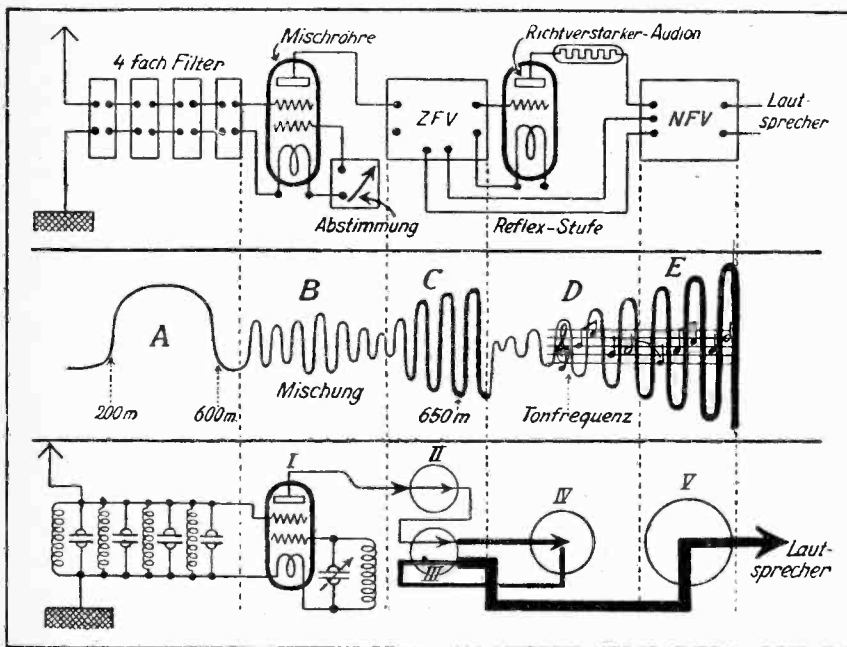 4 fach Filter
Mischröhre
Richtverstärker-Audion
ZFV
NFV
Laut-
sprecher
Abstimmung
Reflex-Stufe
A
B
C
D
E
Mischung
200m
600m.
650m
Tonfrequenz
I
II
III
IV
V
Laut-
sprecher